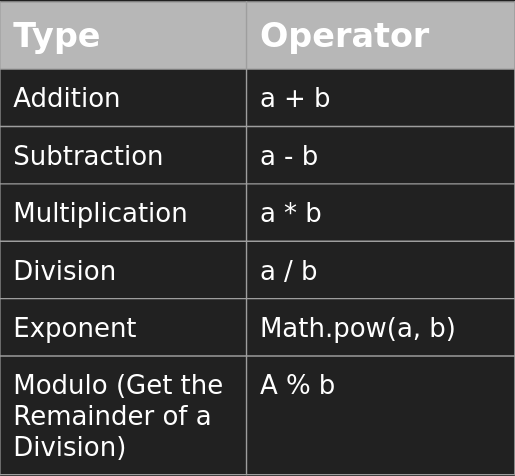 Type Operator
Addition a + b
Subtraction a - b
Multiplication a * b
Division a / b
Exponent Math.pow(a, b)
Modulo (Get the A % b
Remainder of a
Division)